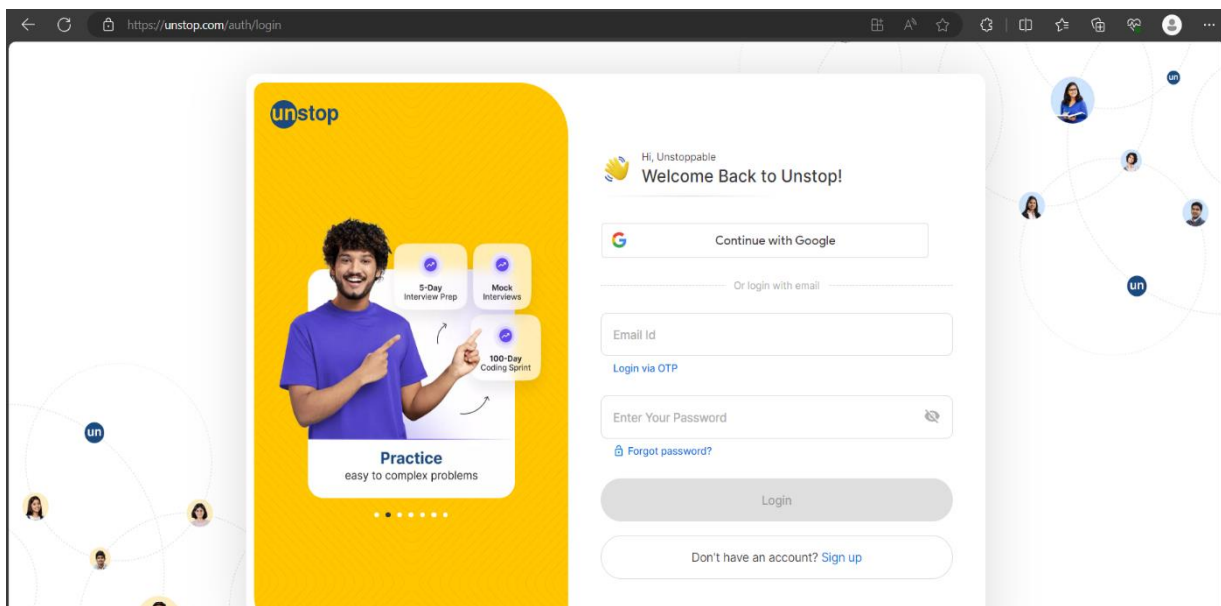 https://unstop.com/auth/login
unstop
Hi, Unstoppable
Welcome Back to Unstop!
Continue with Google
Or login with email
Email Id
Login via OTP
Enter Your Password
Forgot password?
Login
Don't have an account? Sign up
5-Day
Interview Prep
Mock
Interviews
100-Day
Coding Sprint
Practice
easy to complex problems
un
un
un